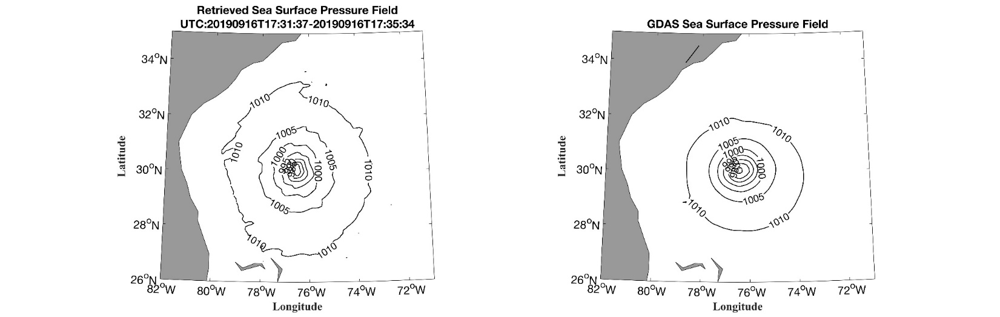 Retrieved Sea Surface Pressure Field
UTC:20190916T17:31:37-20190916T17:35:34
34°N
32°N
30°N
28°N
26°N
Latitude
82°W 80°W 78°W 76°W 74°W 72°W
Longitude
1010
1010
1005
1010
1000
1005
995
1010
1000
1005
1010
1010
GDAS Sea Surface Pressure Field
34°N
32°N
30°N
28°N
26°N
Latitude
82°W 80°W 78°W 76°W 74°W 72°W
Longitude
1010
1010
1005
1000
995
1000
1005
1010
1010